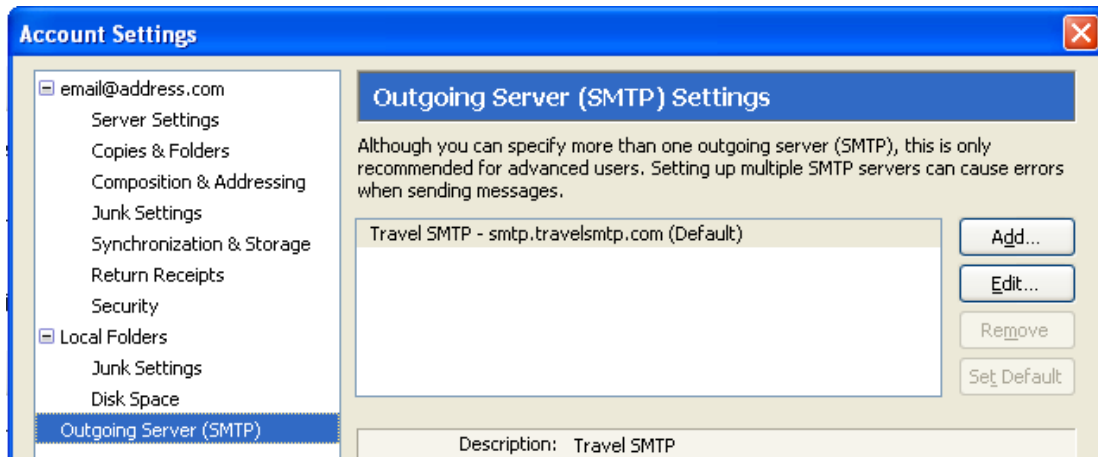 Account Settings
email@address.com
Server Settings
Copies & Folders
Composition & Addressing
Junk Settings
Synchronization & Storage
Return Receipts
Security
Local Folders
Junk Settings
Disk Space
Outgoing Server (SMTP)
Outgoing Server (SMTP) Settings
Although you can specify more than one outgoing server (SMTP), this is only
recommended for advanced users. Setting up multiple SMTP servers can cause errors
when sending messages.
Travel SMTP - smtp.travelsmtp.com (Default)
Add...
Edit...
Remove
Set Default
Description: Travel SMTP